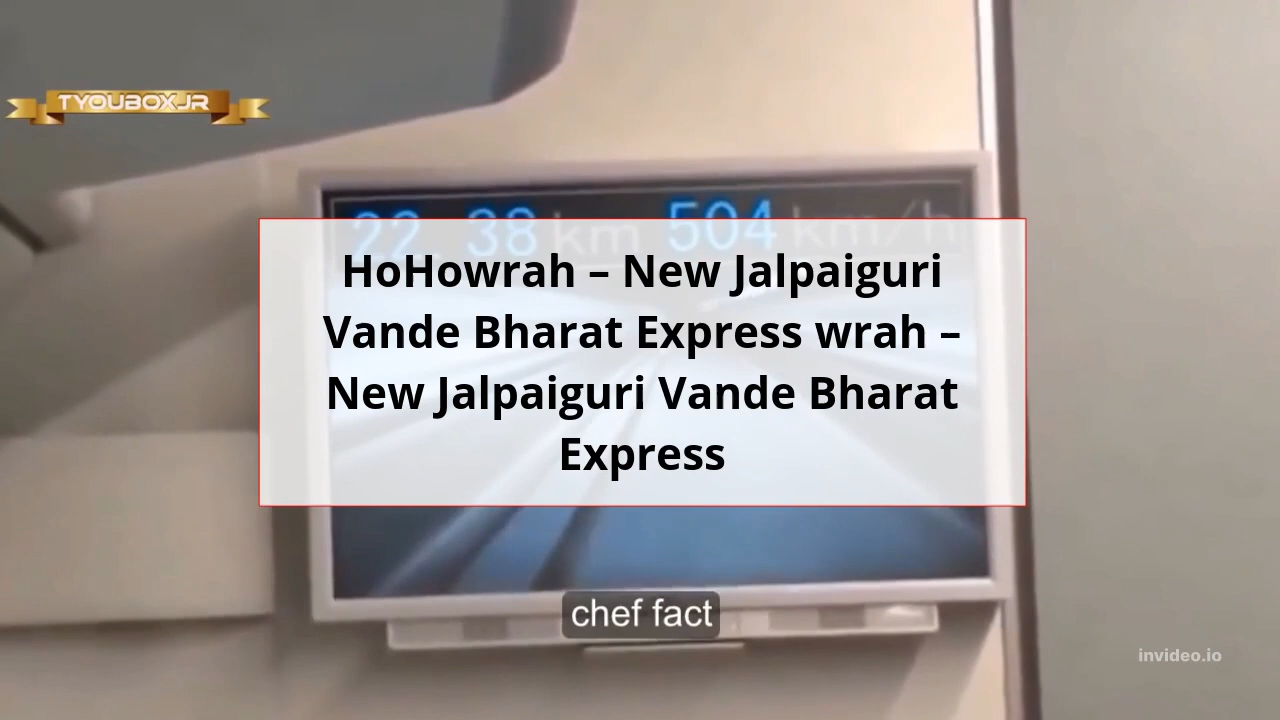 TYOUBOXJR
22. 38 km 504 km/h
HoHowrah – New Jalpaiguri
Vande Bharat Express wrah –
New Jalpaiguri Vande Bharat
Express
chef fact
invideo.io